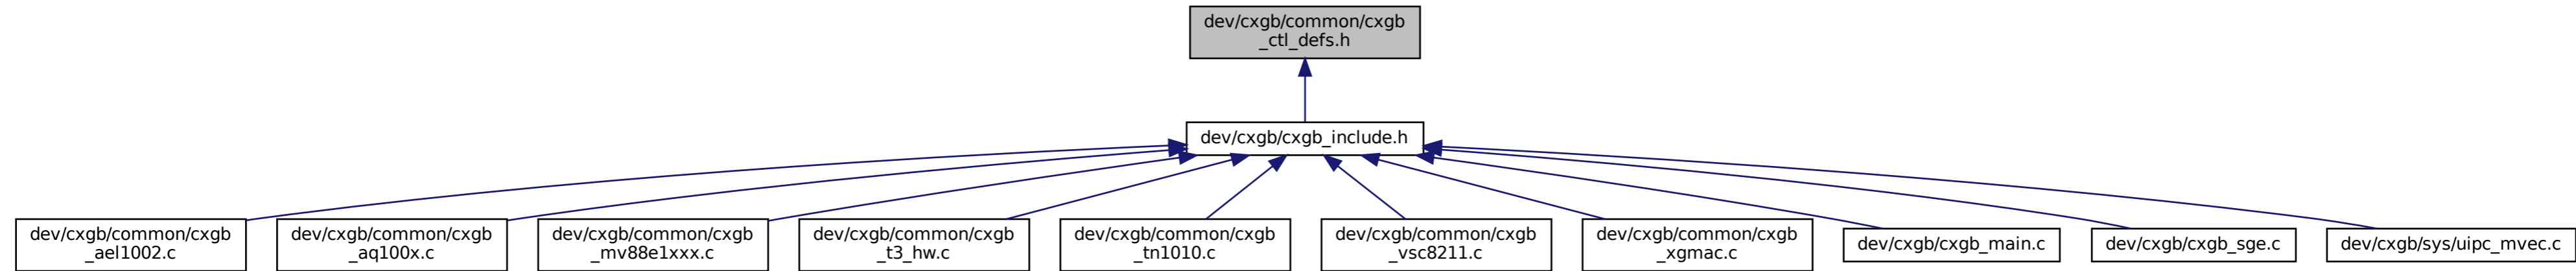 dev/cxgb/common/cxgb
_ctl_defs.h
dev/cxgb/cxgb_include.h
dev/cxgb/common/cxgb
_ael1002.c
dev/cxgb/common/cxgb
_aq100x.c
dev/cxgb/common/cxgb
_mv88e1xxx.c
dev/cxgb/common/cxgb
_t3_hw.c
dev/cxgb/common/cxgb
_tn1010.c
dev/cxgb/common/cxgb
_vsc8211.c
dev/cxgb/common/cxgb
_xgmac.c
dev/cxgb/cxgb_main.c
dev/cxgb/cxgb_sge.c
dev/cxgb/sys/uipc_mvec.c